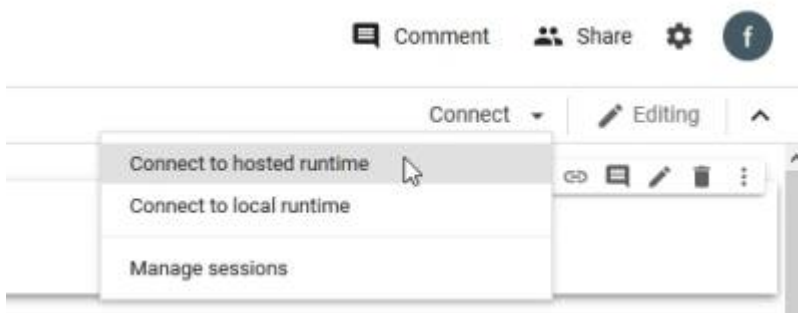 Comment Share f
Connect Editing
Connect to hosted runtime
Connect to local runtime
Manage sessions